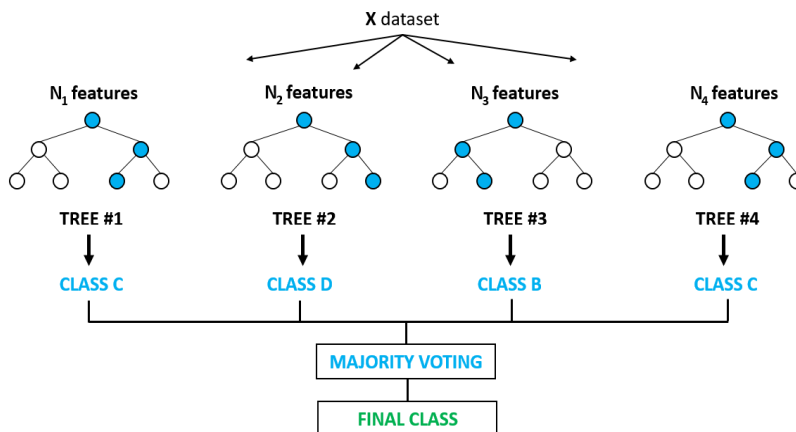 X dataset
N₁ features
N₂ features
N₃ features
N₄ features
TREE #1
TREE #2
TREE #3
TREE #4
CLASS C
CLASS D
CLASS B
CLASS C
MAJORITY VOTING
FINAL CLASS